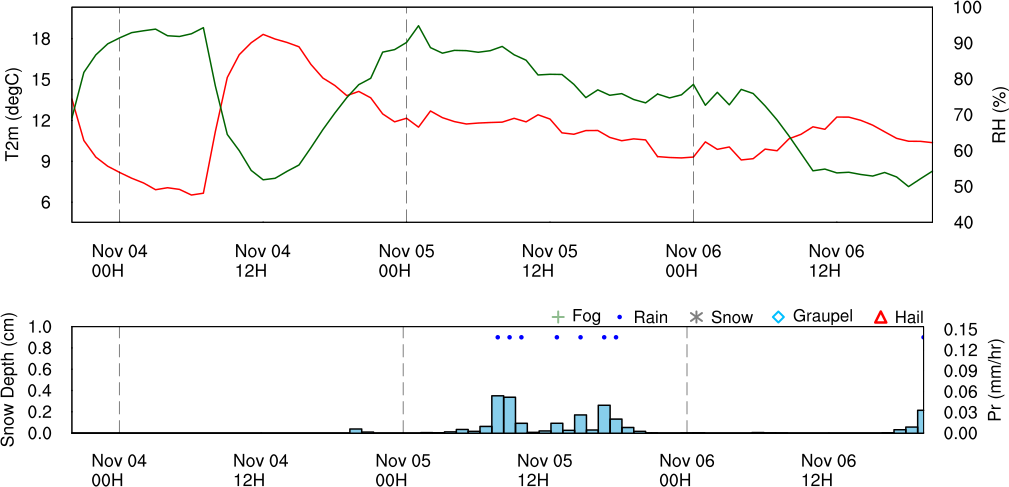 T2m (degC)
18
15
12
9
6
100
90
80
70
60
50
40
RH (%)
Nov 04 Nov 04 Nov 05 Nov 05 Nov 06 Nov 06
00H 12H 00H 12H 00H 12H
Fog Rain Snow Graupel Hail
Snow Depth (cm)
1.0
0.8
0.6
0.4
0.2
0.0
0.15
0.12
0.09
0.06
0.03
0.00
Pr (mm/hr)
Nov 04 Nov 04 Nov 05 Nov 05 Nov 06 Nov 06
00H 12H 00H 12H 00H 12H